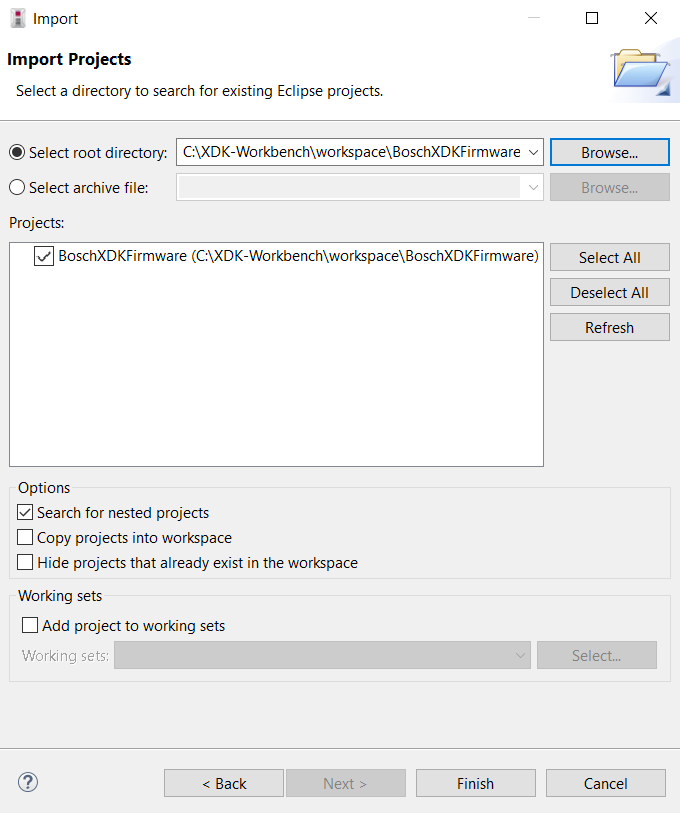 Import
Import Projects
Select a directory to search for existing Eclipse projects.
Select root directory: C:\XDK-Workbench\workspace\BoschXDKFirmware Browse...
Select archive file: Browse...
Projects:
BoschXDKFirmware (C:\XDK-Workbench\workspace\BoschXDKFirmware) Select All
Deselect All
Refresh
Options
Search for nested projects
Copy projects into workspace
Hide projects that already exist in the workspace
Working sets
Add project to working sets
Working sets: Select...
? < Back Next > Finish Cancel